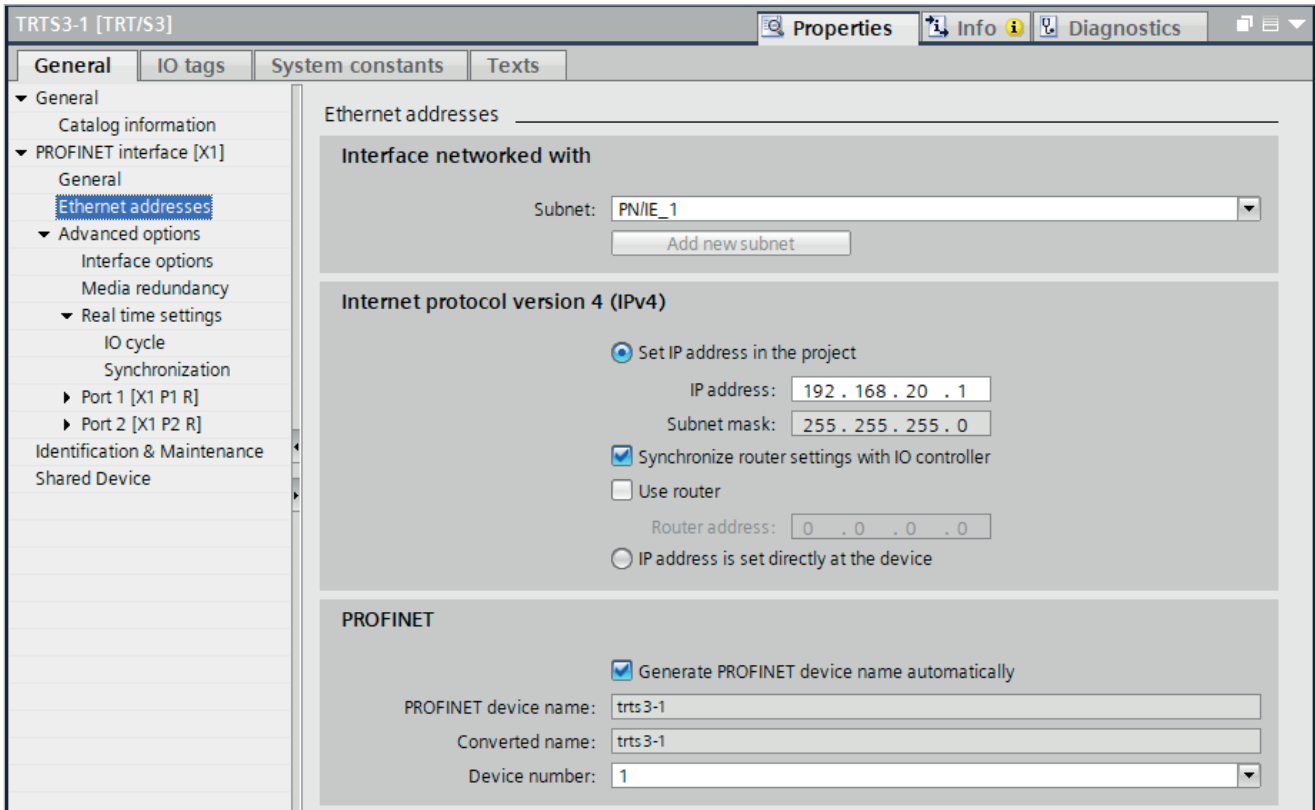 TRTS3-1 [TRT/S3]
Properties
Info
Diagnostics
General
IO tags
System constants
Texts
General
Catalog information
PROFINET interface [X1]
General
Ethernet addresses
Advanced options
Interface options
Media redundancy
Real time settings
IO cycle
Synchronization
Port 1 [X1 P1 R]
Port 2 [X1 P2 R]
Identification & Maintenance
Shared Device
Ethernet addresses
Interface networked with
Subnet: PN/IE_1
Add new subnet
Internet protocol version 4 (IPv4)
Set IP address in the project
IP address: 192 . 168 . 20 . 1
Subnet mask: 255 . 255 . 255 . 0
Synchronize router settings with IO controller
Use router
Router address: 0 . 0 . 0 . 0
IP address is set directly at the device
PROFINET
Generate PROFINET device name automatically
PROFINET device name: trts3-1
Converted name: trts3-1
Device number: 1